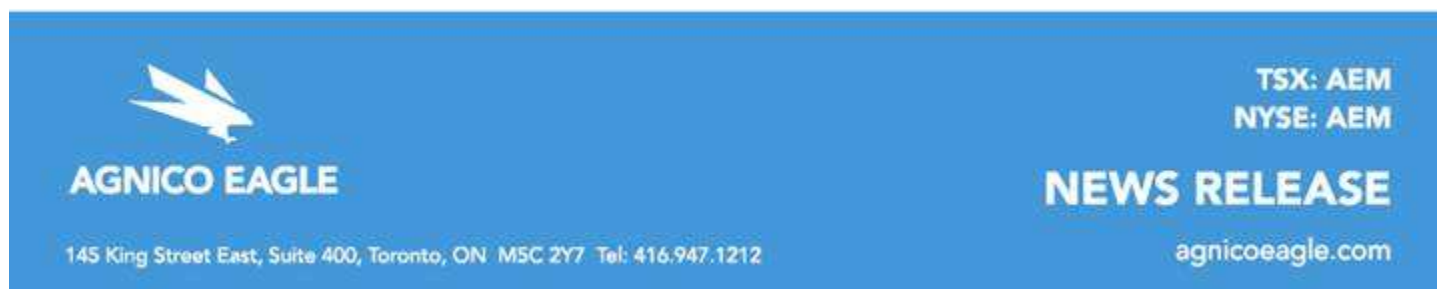 AGNICO EAGLE
145 King Street East, Suite 400, Toronto, ON M5C 2Y7 Tel: 416.947.1212
TSX: AEM
NYSE: AEM
NEWS RELEASE
agnicoeagle.com